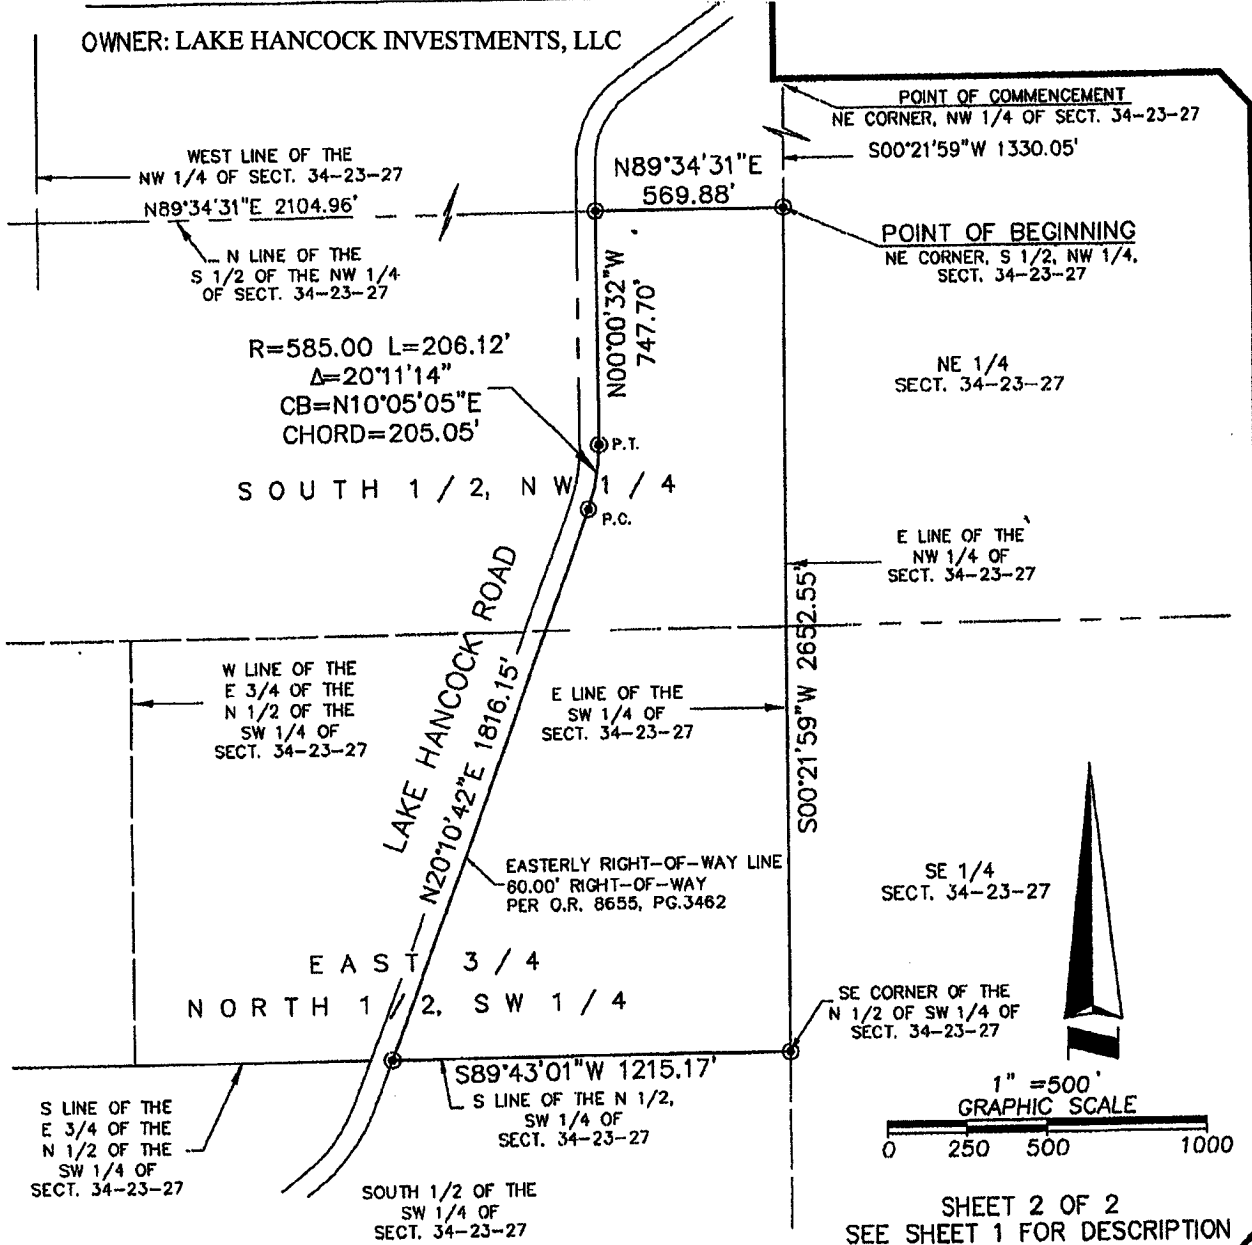 OWNER: LAKE HANCOCK INVESTMENTS, LLC
POINT OF COMMENCEMENT
NE CORNER, NW 1/4 OF SECT. 34-23-27
S00°21'59"W 1330.05'
WEST LINE OF THE
NW 1/4 OF SECT. 34-23-27
N89°34'31"E 2104.96'
N LINE OF THE
S 1/2 OF THE NW 1/4
OF SECT. 34-23-27
N89°34'31"E
569.88'
POINT OF BEGINNING
NE CORNER, S 1/2, NW 1/4,
SECT. 34-23-27
N00°00'32"W
747.70'
R=585.00 L=206.12'
Δ=20°11'14"
CB=N10°05'05"E
CHORD=205.05'
NE 1/4
SECT. 34-23-27
P.T.
SOUTH 1/2, NW 1/4
P.C.
E LINE OF THE
NW 1/4 OF
SECT. 34-23-27
LAKE HANCOCK ROAD
N20°10'42"E 1816.15'
S00°21'59"W 2652.55'
W LINE OF THE
E 3/4 OF THE
N 1/2 OF THE
SW 1/4 OF
SECT. 34-23-27
E LINE OF THE
SW 1/4 OF
SECT. 34-23-27
EASTERLY RIGHT-OF-WAY LINE
60.00' RIGHT-OF-WAY
PER O.R. 8655, PG.3462
SE 1/4
SECT. 34-23-27
EAST 3/4
NORTH 1/2, SW 1/4
SE CORNER OF THE
N 1/2 OF SW 1/4 OF
SECT. 34-23-27
S89°43'01"W 1215.17'
S LINE OF THE N 1/2,
SW 1/4 OF
SECT. 34-23-27
S LINE OF THE
E 3/4 OF THE
N 1/2 OF THE
SW 1/4 OF
SECT. 34-23-27
SOUTH 1/2 OF THE
SW 1/4 OF
SECT. 34-23-27
1" =500'
GRAPHIC SCALE
0 250 500 1000
SHEET 2 OF 2
SEE SHEET 1 FOR DESCRIPTION